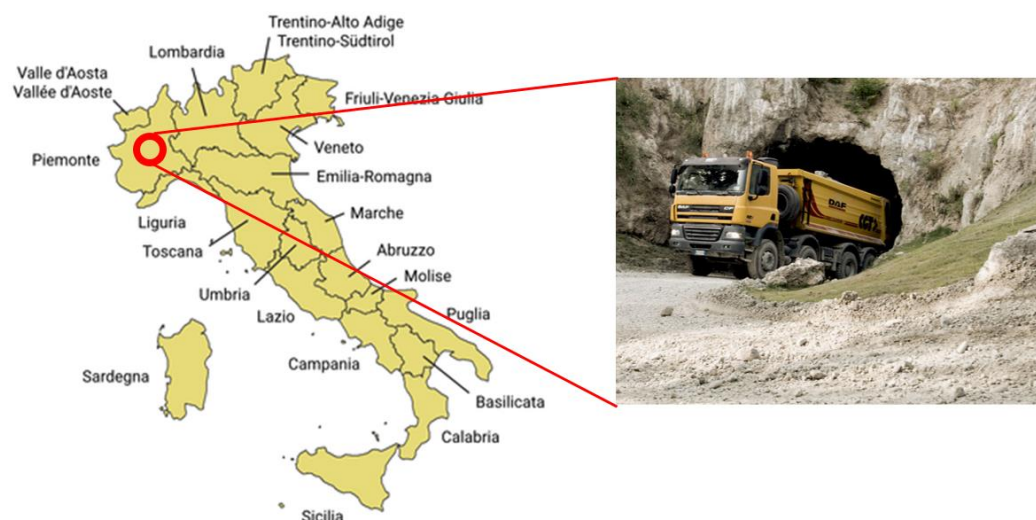 Trentino-Alto Adige
Trentino-Südtirol
Lombardia
Valle d'Aosta
Vallée d'Aoste
Friuli-Venezia Giulia
Veneto
Piemonte
Emilia-Romagna
Liguria
Marche
Toscana
Abruzzo
Molise
Umbria
Lazio
Puglia
Campania
Sardegna
Basilicata
Calabria
Sicilia
DAF